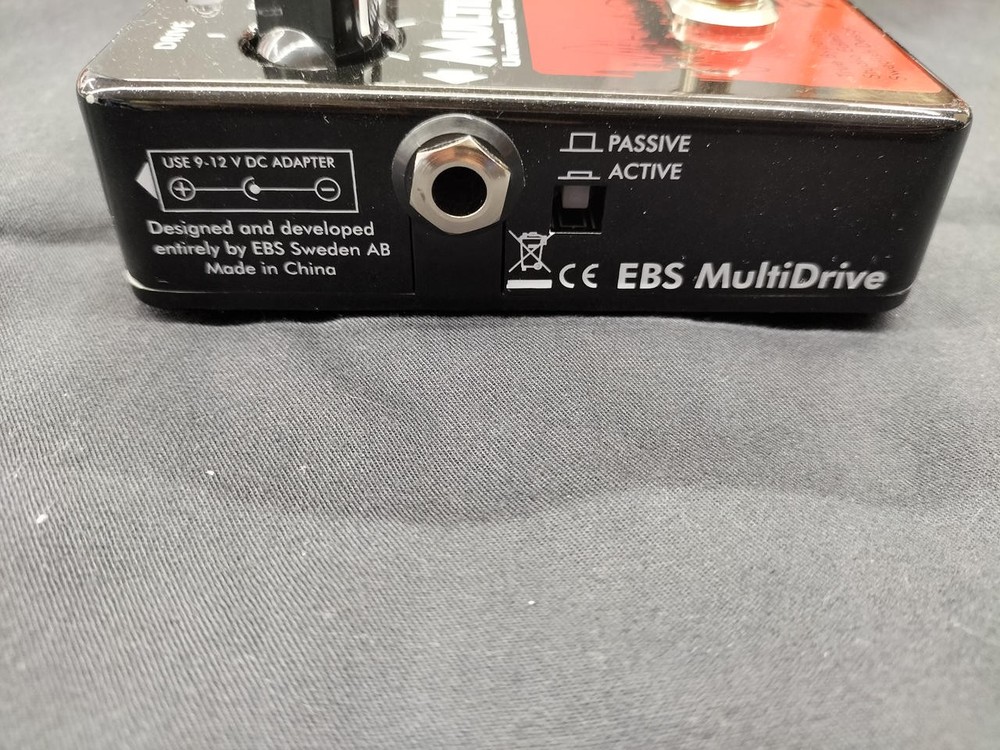 DRIVE
USE 9-12 V DC ADAPTER
Designed and developed
entirely by EBS Sweden AB
Made in China
PASSIVE
ACTIVE
CE EBS MultiDrive